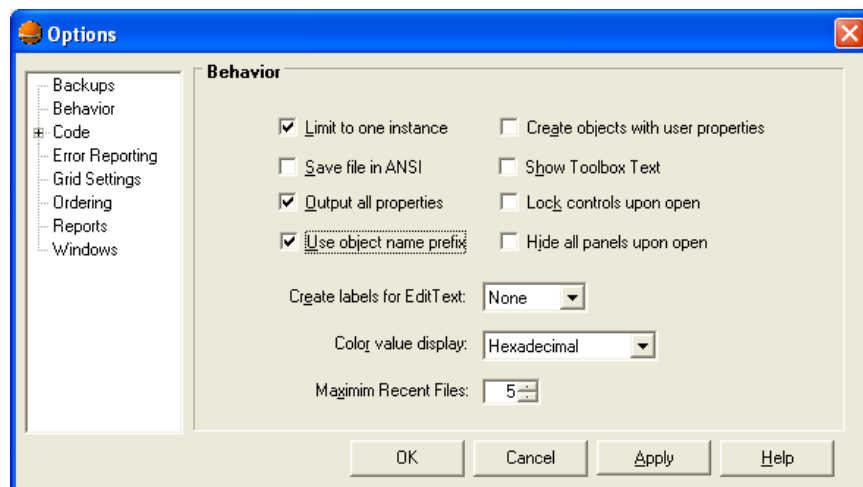 Options
Backups
Behavior
Code
Error Reporting
Grid Settings
Ordering
Reports
Windows
Behavior
Limit to one instance
Create objects with user properties
Save file in ANSI
Show Toolbox Text
Output all properties
Lock controls upon open
Use object name prefix
Hide all panels upon open
Create labels for EditText: None
Color value display: Hexadecimal
Maximim Recent Files: 5
OK Cancel Apply Help